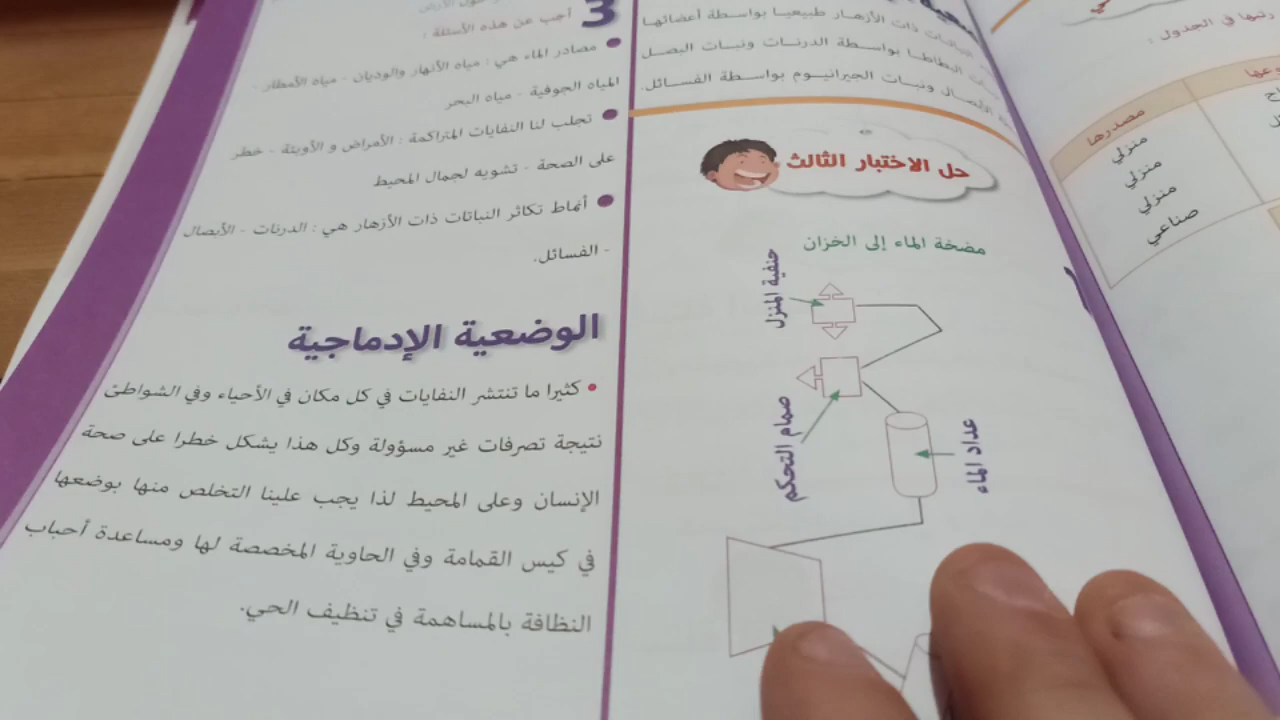 رتبها في الجدول :
نوعها
مصدرها
منزلي
منزلي
منزلي
صناعي
النباتات ذات الأزهار طبيعيا بواسطة أعضائها
البطاطا بواسطة الدرنات ونبات البصل
الأبصال ونبات الجيرانيوم بواسطة الفسائل.
حل الاختبار الثالث
مضخة الماء إلى الخزان
حنفية المنزل
صمام التحكم
عداد الماء
3
أجب عن هذه الأسئلة :
● مصادر الماء هي : مياه الأنهار والوديان - مياه الأمطار -
المياه الجوفية - مياه البحر
● تجلب لنا النفايات المتراكمة : الأمراض و الأوبئة - خطر
على الصحة - تشويه لجمال المحيط
● أنماط تكاثر النباتات ذات الأزهار هي : الدرنات - الأبصال
- الفسائل.
الوضعية الإدماجية
• كثيرا ما تنتشر النفايات في كل مكان في الأحياء وفي الشواطئ
نتيجة تصرفات غير مسؤولة وكل هذا يشكل خطرا على صحة
الإنسان وعلى المحيط لذا يجب علينا التخلص منها بوضعها
في كيس القمامة وفي الحاوية المخصصة لها ومساعدة أحباب
النظافة بالمساهمة في تنظيف الحي.